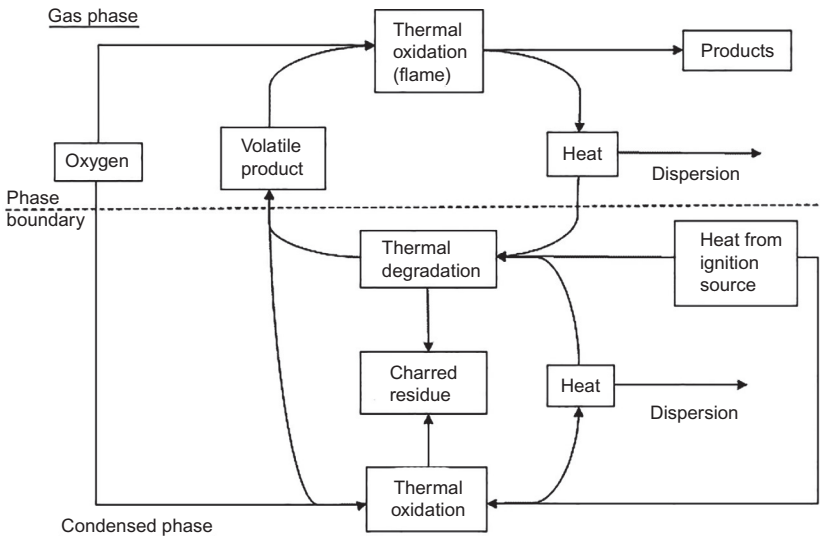 Gas phase
Thermal
oxidation
(flame)
Products
Oxygen
Volatile
product
Heat
Dispersion
Phase
boundary
Thermal
degradation
Heat from
ignition
source
Charred
residue
Heat
Dispersion
Thermal
oxidation
Condensed phase